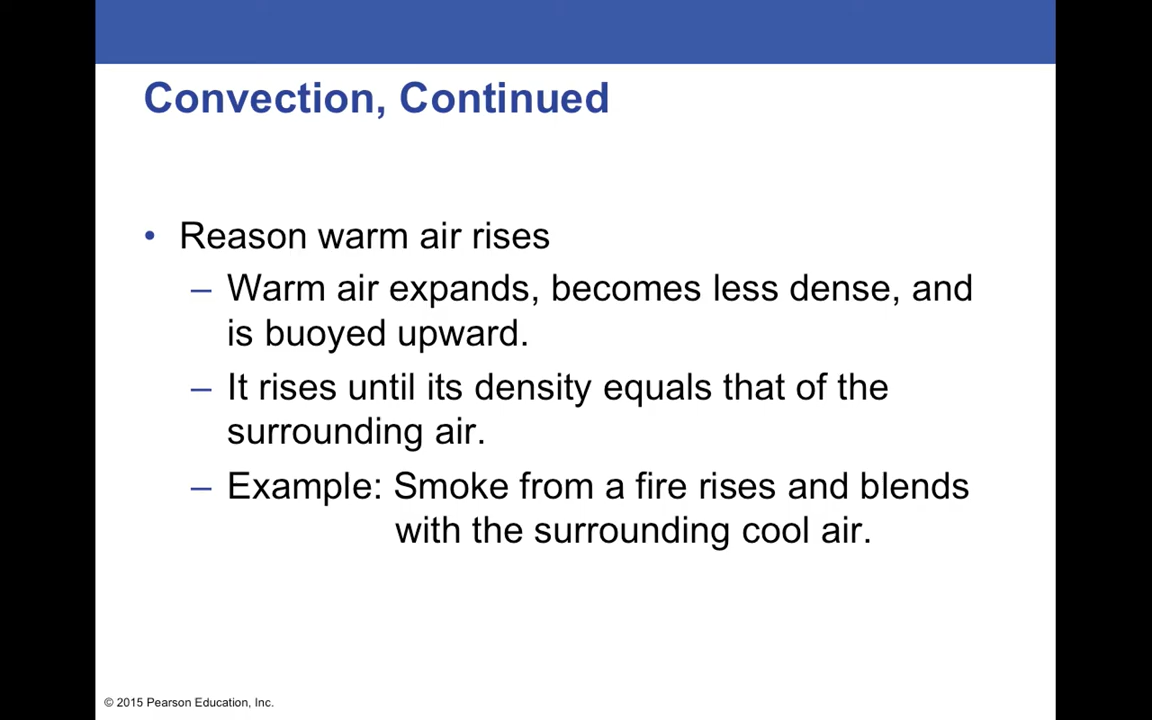 Convection, Continued
• Reason warm air rises
– Warm air expands, becomes less dense, and
is buoyed upward.
– It rises until its density equals that of the
surrounding air.
– Example: Smoke from a fire rises and blends
with the surrounding cool air.
© 2015 Pearson Education, Inc.